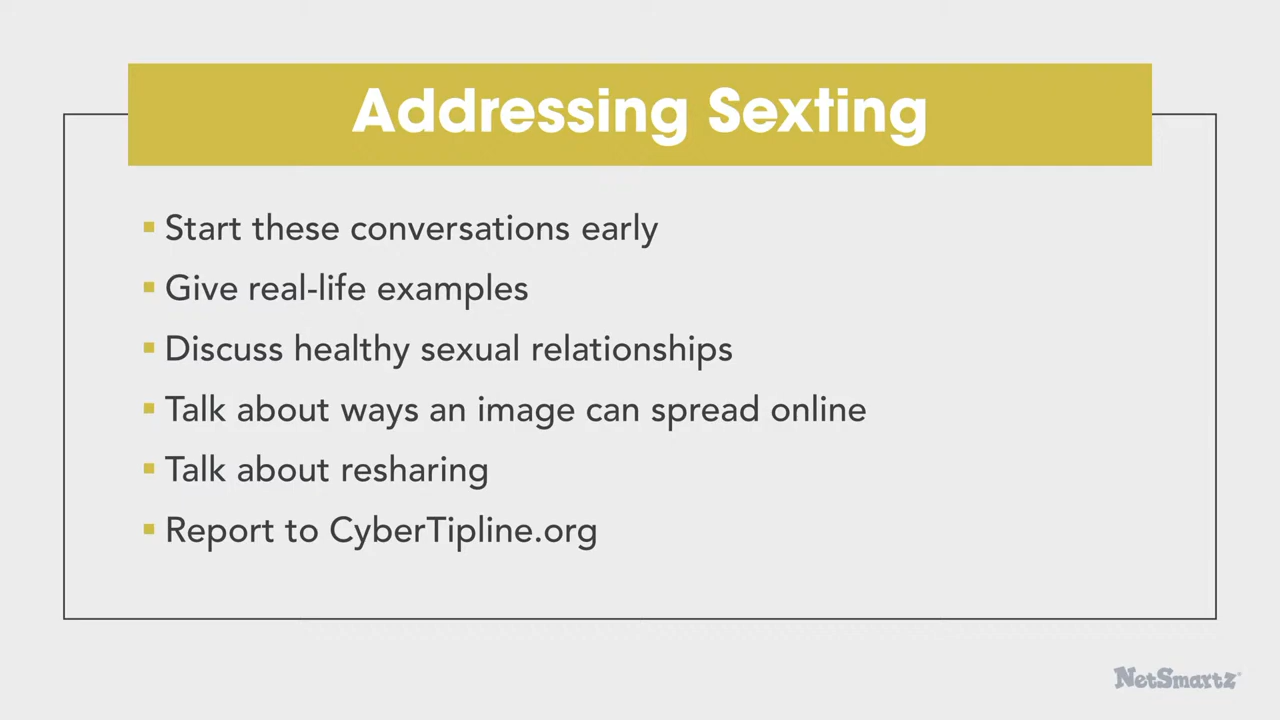 Addressing Sexting
▪ Start these conversations early
▪ Give real-life examples
▪ Discuss healthy sexual relationships
▪ Talk about ways an image can spread online
▪ Talk about resharing
▪ Report to CyberTipline.org
NetSmartz®